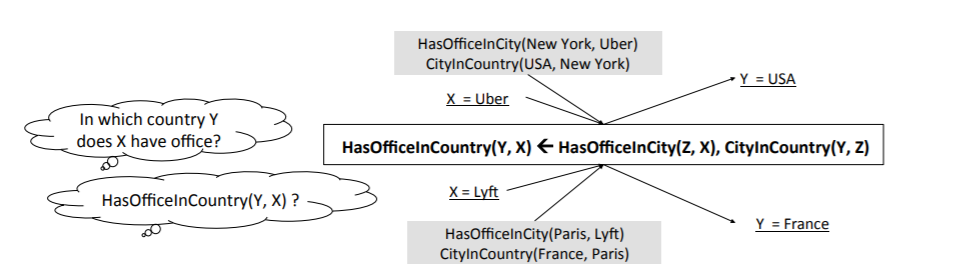 HasOfficeInCity(New York, Uber)
CityInCountry(USA, New York)
Y = USA
X = Uber
In which country Y
does X have office?
HasOfficeInCountry(Y, X) ← HasOfficeInCity(Z, X), CityInCountry(Y, Z)
HasOfficeInCountry(Y, X) ?
X = Lyft
Y = France
HasOfficeInCity(Paris, Lyft)
CityInCountry(France, Paris)